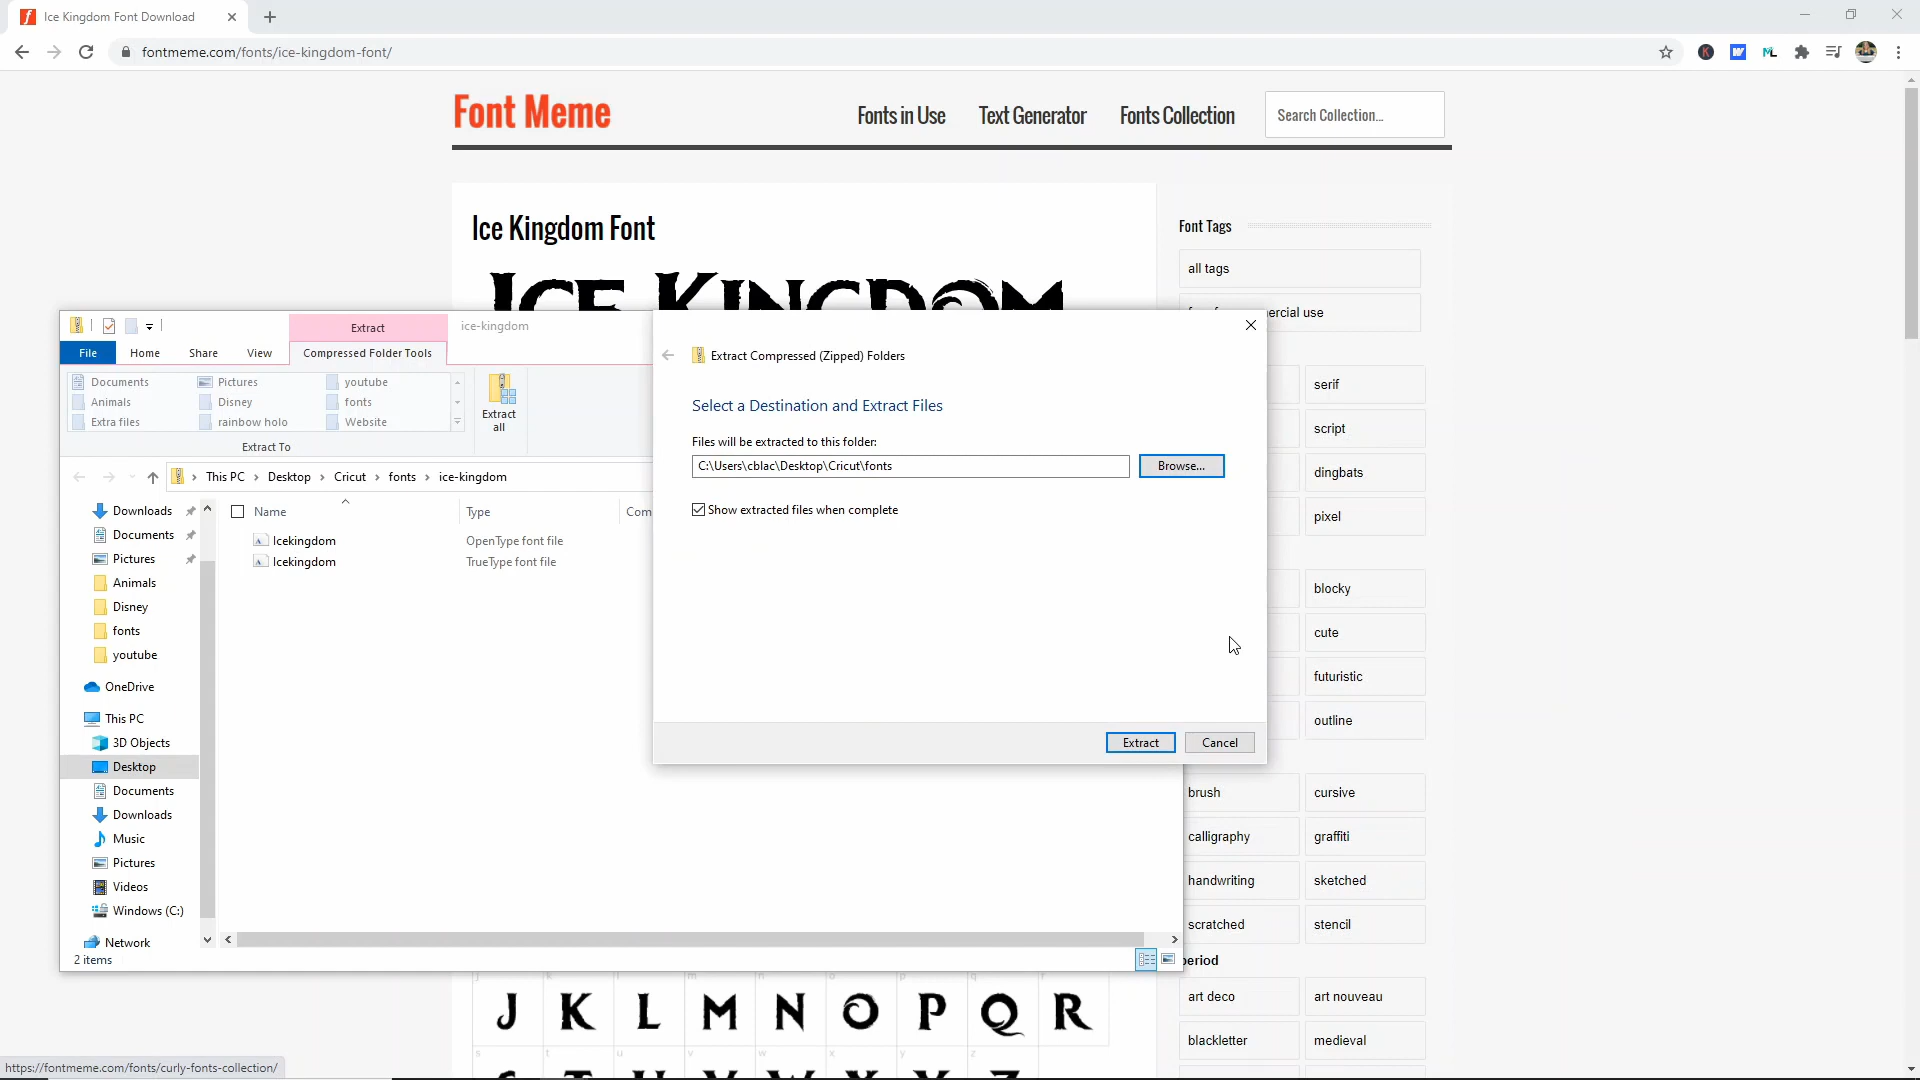 Ice Kingdom Font Download
fontmeme.com/fonts/ice-kingdom-font/
Font Meme
Fonts in Use
Text Generator
Fonts Collection
Search Collection...
Ice Kingdom Font
ICE KINGDOM
Font Tags
all tags
ercial use
serif
script
dingbats
pixel
blocky
cute
futuristic
outline
brush
cursive
calligraphy
graffiti
handwriting
sketched
scratched
stencil
period
art deco
art nouveau
blackletter
medieval
Extract
ice-kingdom
File
Home
Share
View
Compressed Folder Tools
Documents
Pictures
youtube
Animals
Disney
fonts
Extra files
rainbow holo
Website
Extract To
Extract
all
This PC > Desktop > Cricut > fonts > ice-kingdom
Name
Type
Com
Icekingdom
OpenType font file
Icekingdom
TrueType font file
Downloads
Documents
Pictures
Animals
Disney
fonts
youtube
OneDrive
This PC
3D Objects
Desktop
Documents
Downloads
Music
Pictures
Videos
Windows (C:)
Network
2 items
Extract Compressed (Zipped) Folders
Select a Destination and Extract Files
Files will be extracted to this folder:
C:\Users\cblac\Desktop\Cricut\fonts
Browse...
Show extracted files when complete
Extract
Cancel
J K L M N O P Q R
s t u v w x y z
https://fontmeme.com/fonts/curly-fonts-collection/